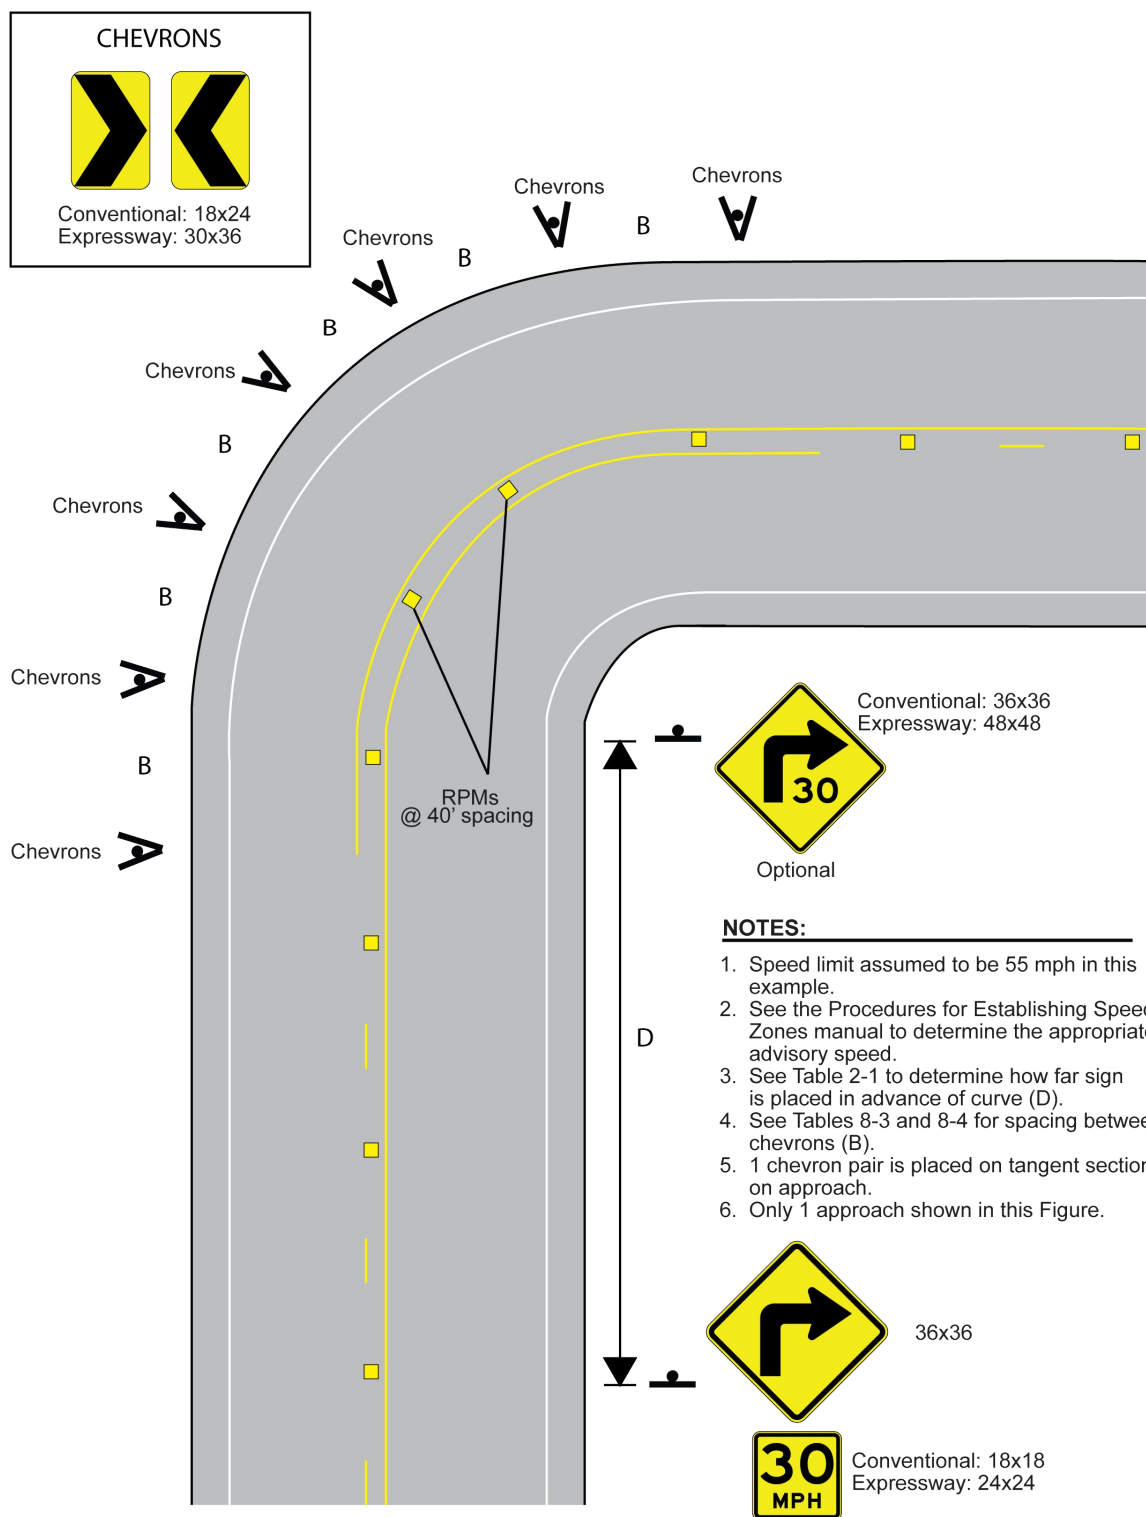 CHEVRONS
Conventional: 18x24
Expressway: 30x36
Chevrons
B
Chevrons
Chevrons
B
Chevrons
B
Chevrons
B
Chevrons
B
Chevrons
B
Chevrons
RPMs
@ 40’ spacing
Conventional: 36x36
Expressway: 48x48
30
Optional
D
NOTES:
1. Speed limit assumed to be 55 mph in this
example.
2. See the Procedures for Establishing Speed
Zones manual to determine the appropriate
advisory speed.
3. See Table 2-1 to determine how far sign
is placed in advance of curve (D).
4. See Tables 8-3 and 8-4 for spacing between
chevrons (B).
5. 1 chevron pair is placed on tangent section
on approach.
6. Only 1 approach shown in this Figure.
36x36
30
MPH
Conventional: 18x18
Expressway: 24x24